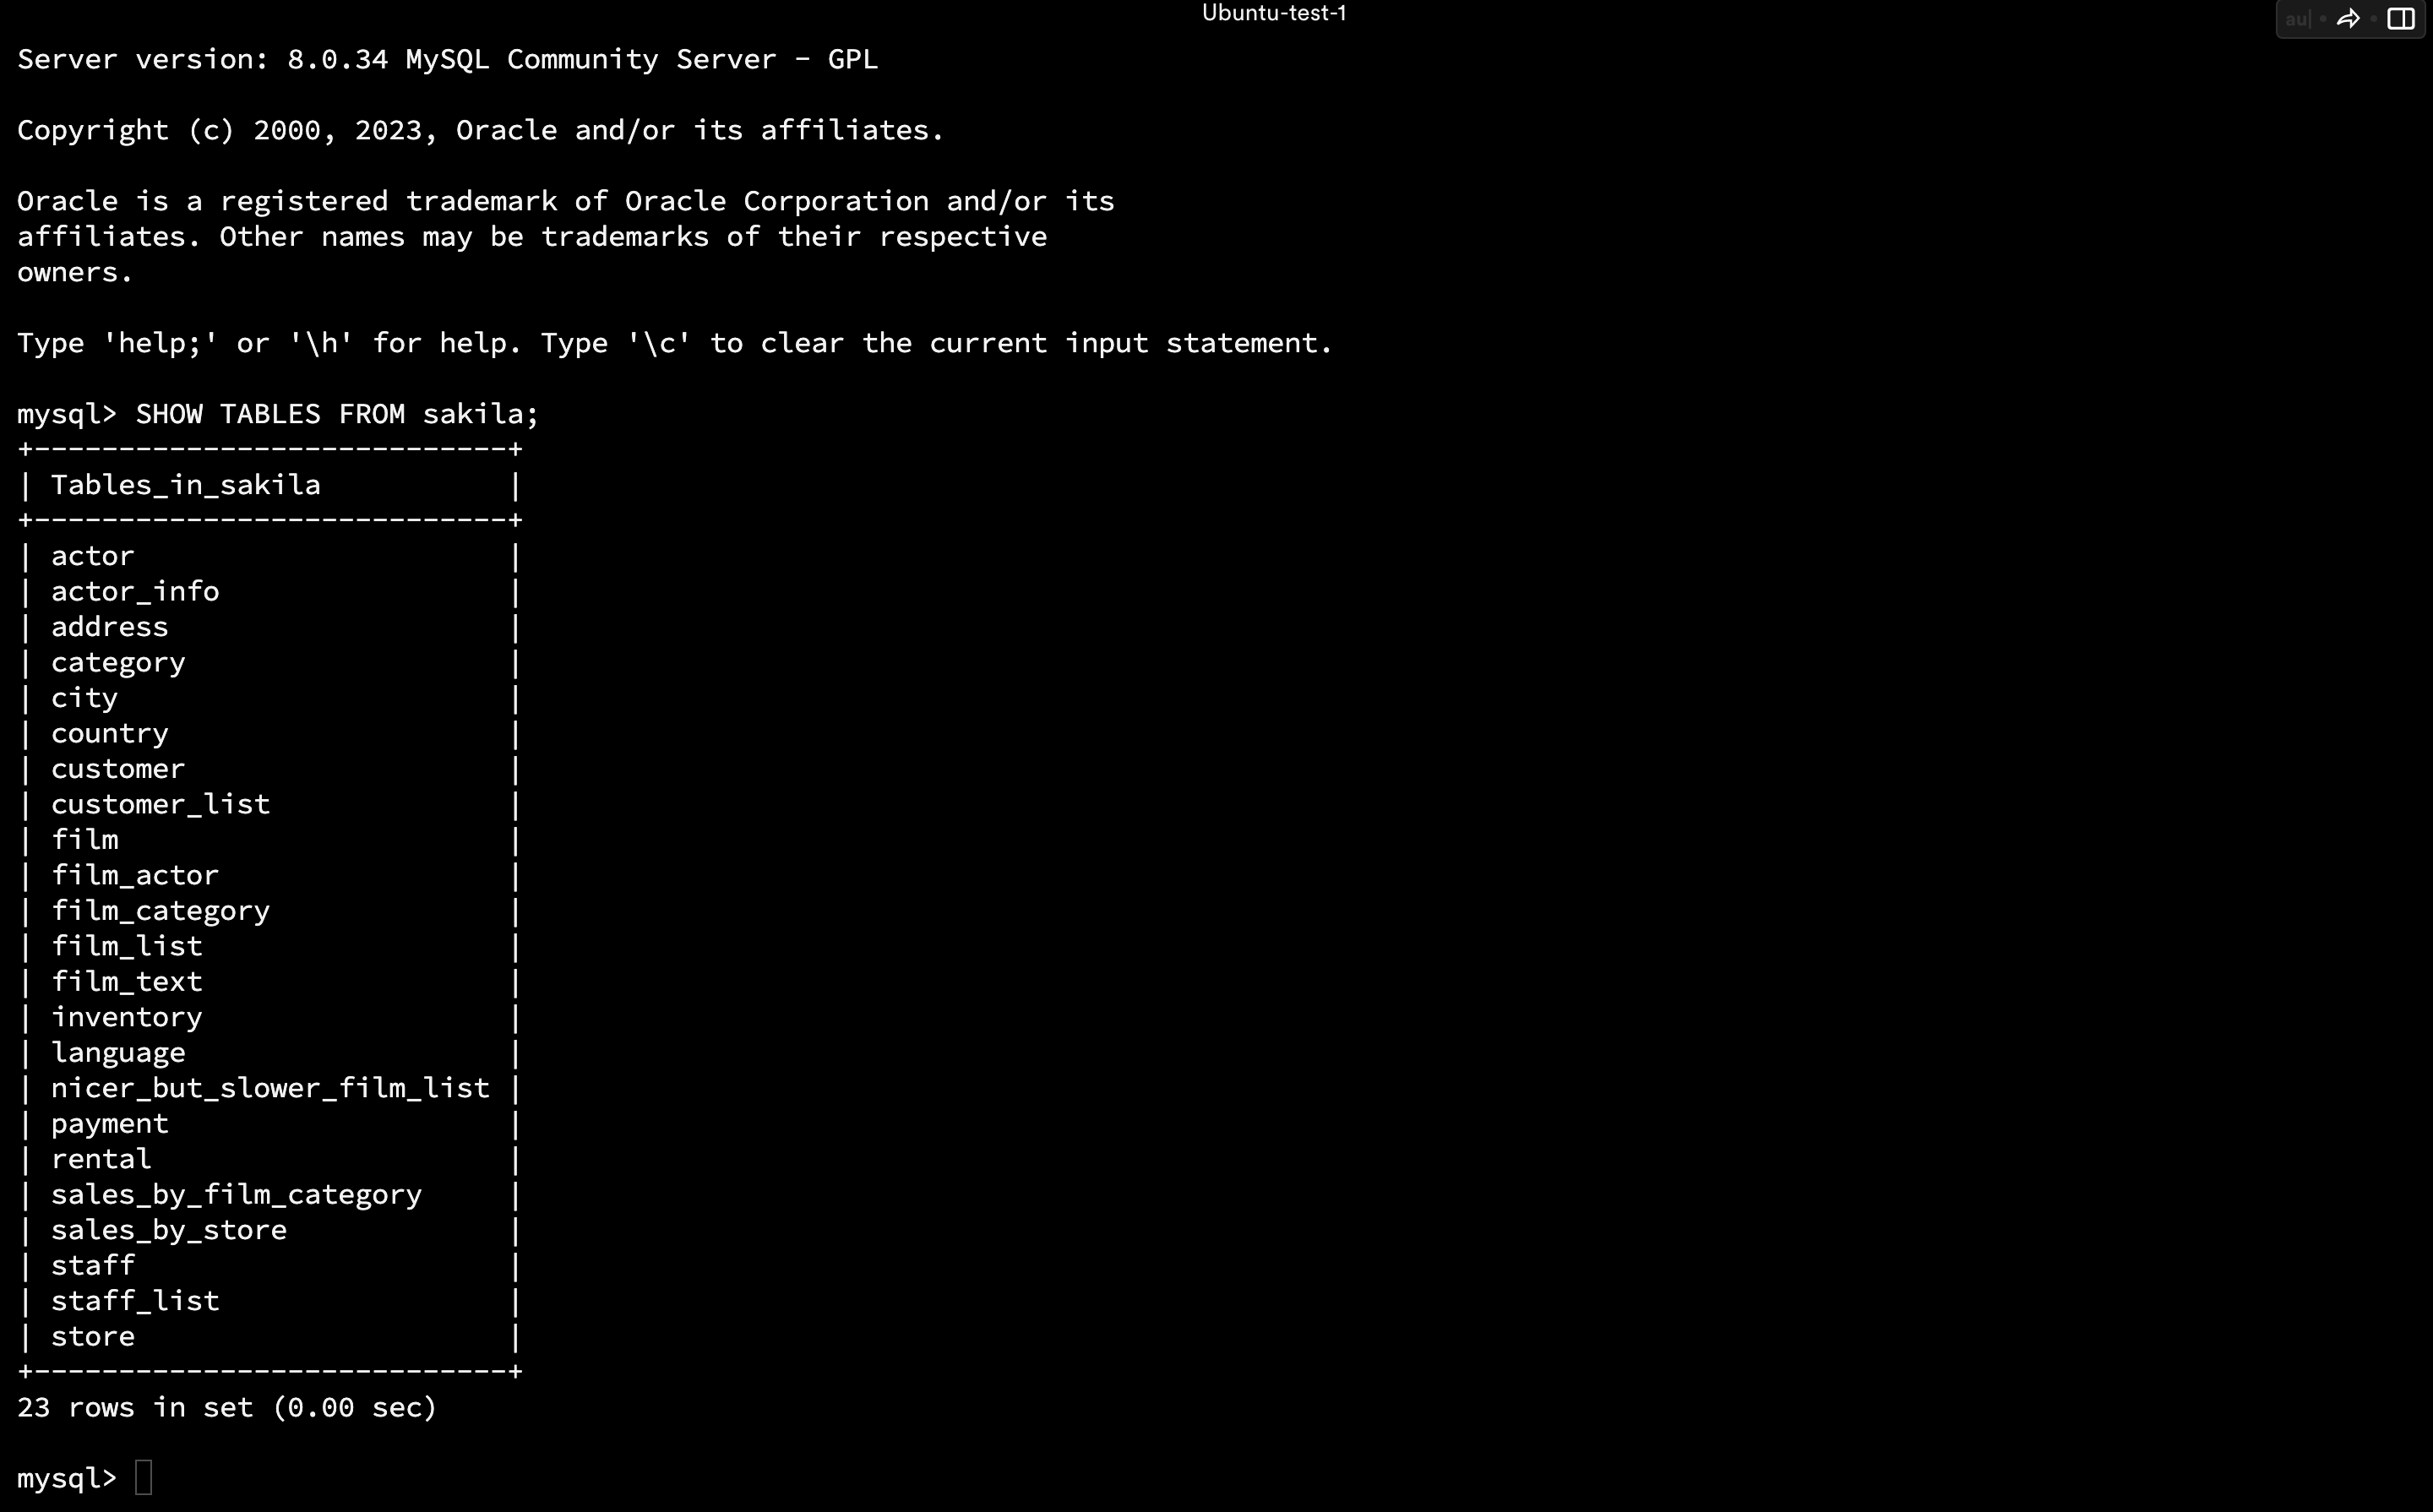 Ubuntu-test-1
Server version: 8.0.34 MySQL Community Server - GPL
Copyright (c) 2000, 2023, Oracle and/or its affiliates.
Oracle is a registered trademark of Oracle Corporation and/or its
affiliates. Other names may be trademarks of their respective
owners.
Type 'help;' or '\h' for help. Type '\c' to clear the current input statement.
mysql> SHOW TABLES FROM sakila;
+----------------------------+
| Tables_in_sakila           |
+----------------------------+
| actor                      |
| actor_info                 |
| address                    |
| category                   |
| city                       |
| country                    |
| customer                   |
| customer_list              |
| film                       |
| film_actor                 |
| film_category              |
| film_list                  |
| film_text                  |
| inventory                  |
| language                   |
| nicer_but_slower_film_list |
| payment                    |
| rental                     |
| sales_by_film_category     |
| sales_by_store             |
| staff                      |
| staff_list                 |
| store                      |
+----------------------------+
23 rows in set (0.00 sec)
mysql>